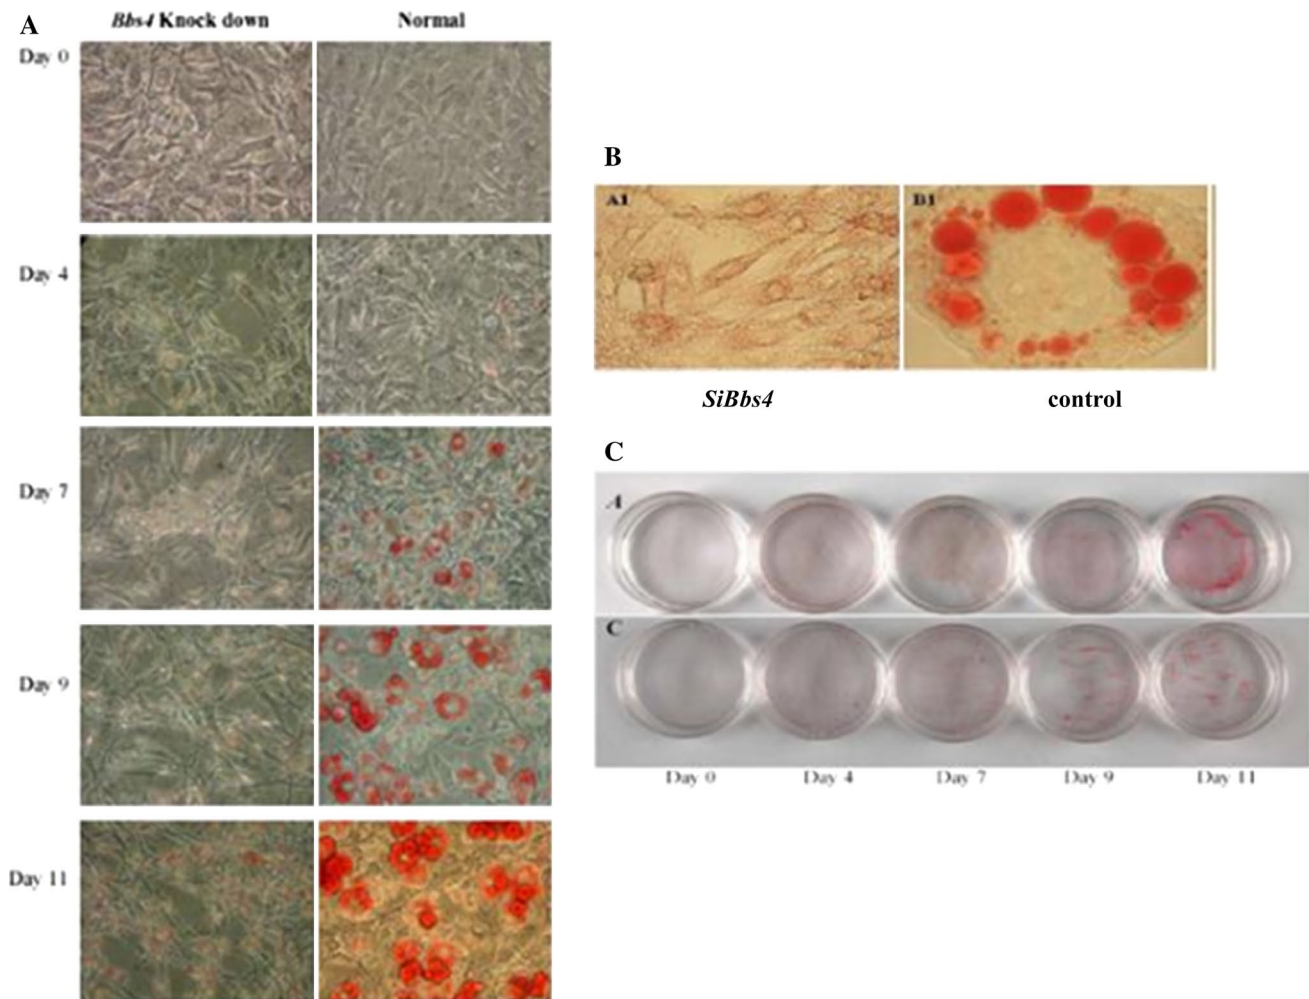 A
Bbs4 Knock down
Normal
Day 0
Day 4
Day 7
Day 9
Day 11
B
A1
B1
SiBbs4
control
C
A
C
Day 0
Day 4
Day 7
Day 9
Day 11